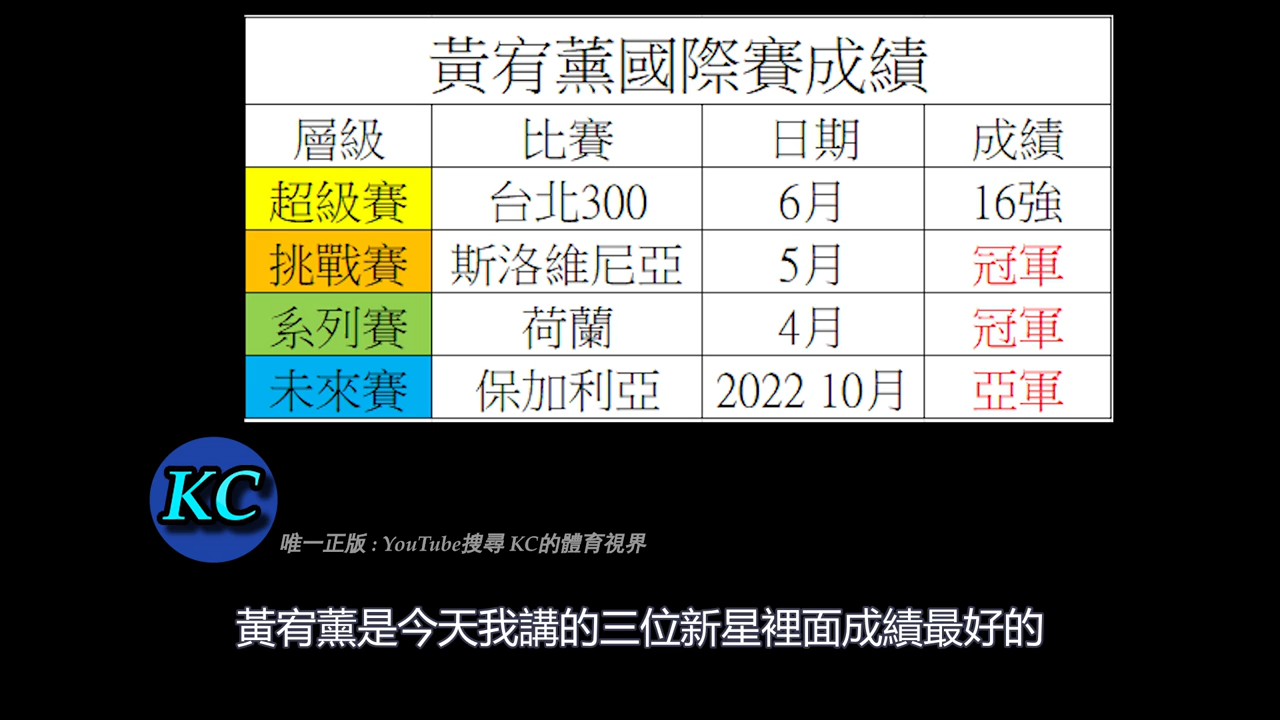 黃宥薰國際賽成績
層級 比賽 日期 成績
超級賽 台北300 6月 16強
挑戰賽 斯洛維尼亞 5月 冠軍
系列賽 荷蘭 4月 冠軍
未來賽 保加利亞 2022 10月 亞軍
KC
唯一正版 : YouTube搜尋 KC的體育視界
黃宥薰是今天我講的三位新星裡面成績最好的